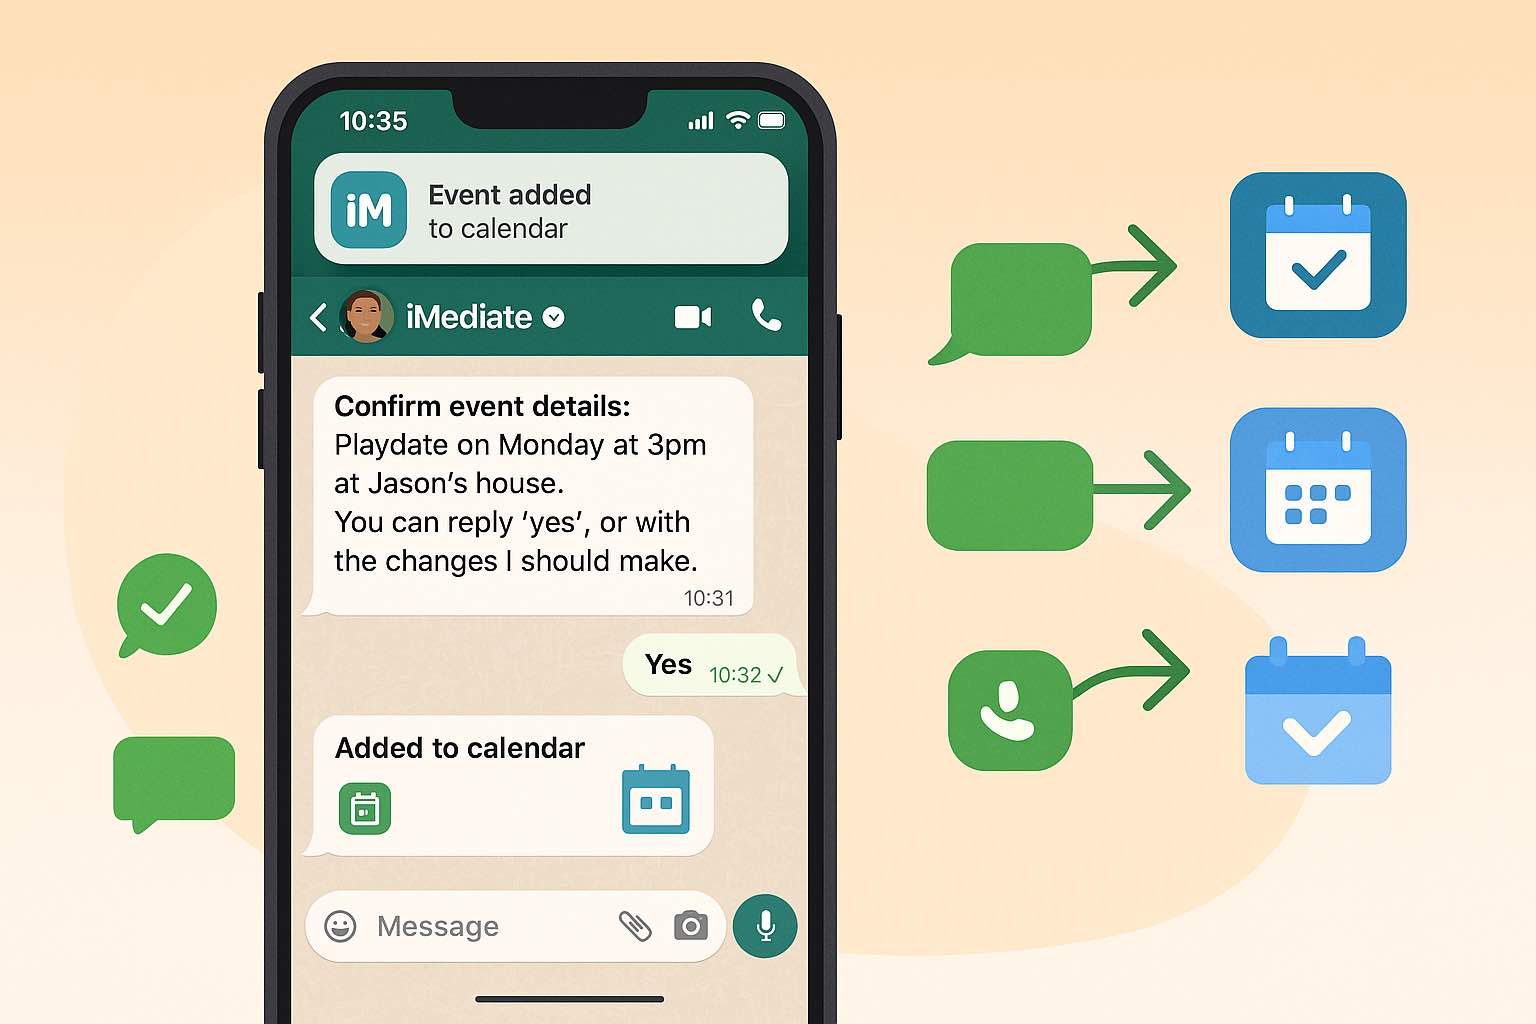 10:35
iM
Event added
to calendar
iMediate
Confirm event details:
Playdate on Monday at 3pm
at Jason’s house.
You can reply ‘yes’, or with
the changes I should make.
10:31
Yes 10:32
Added to calendar
Message